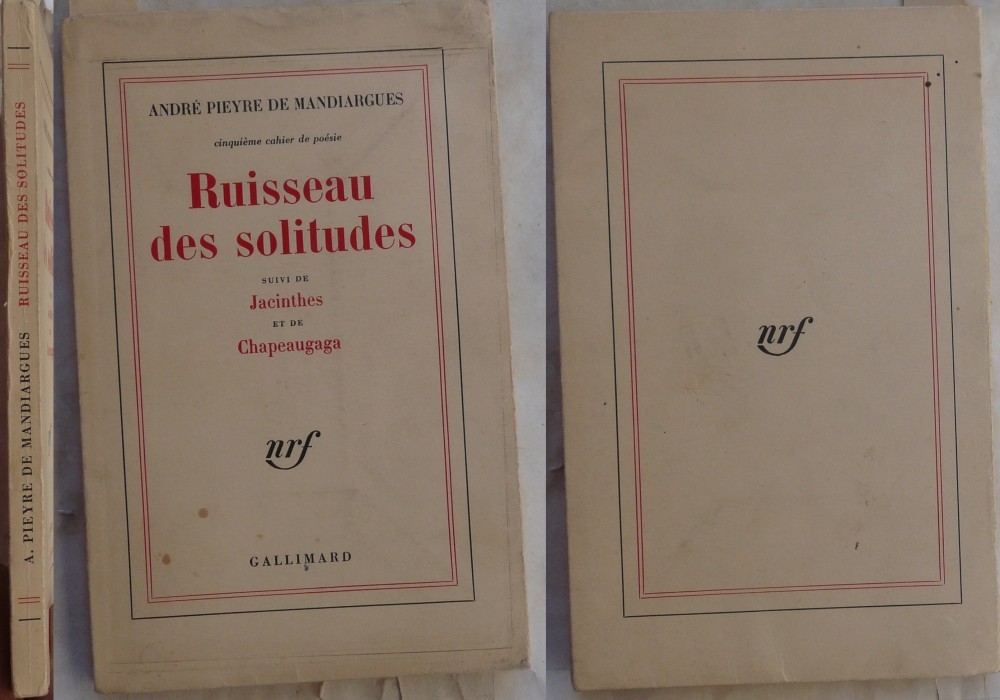 A. PIEYRE DE MANDIARGUES RUISSEAU DES SOLITUDES
ANDRÉ PIEYRE DE MANDIARGUES
cinquième cahier de poésie
Ruisseau
des solitudes
SUIVI DE
Jacinthes
ET DE
Chapeaugaga
nrf
GALLIMARD
nrf